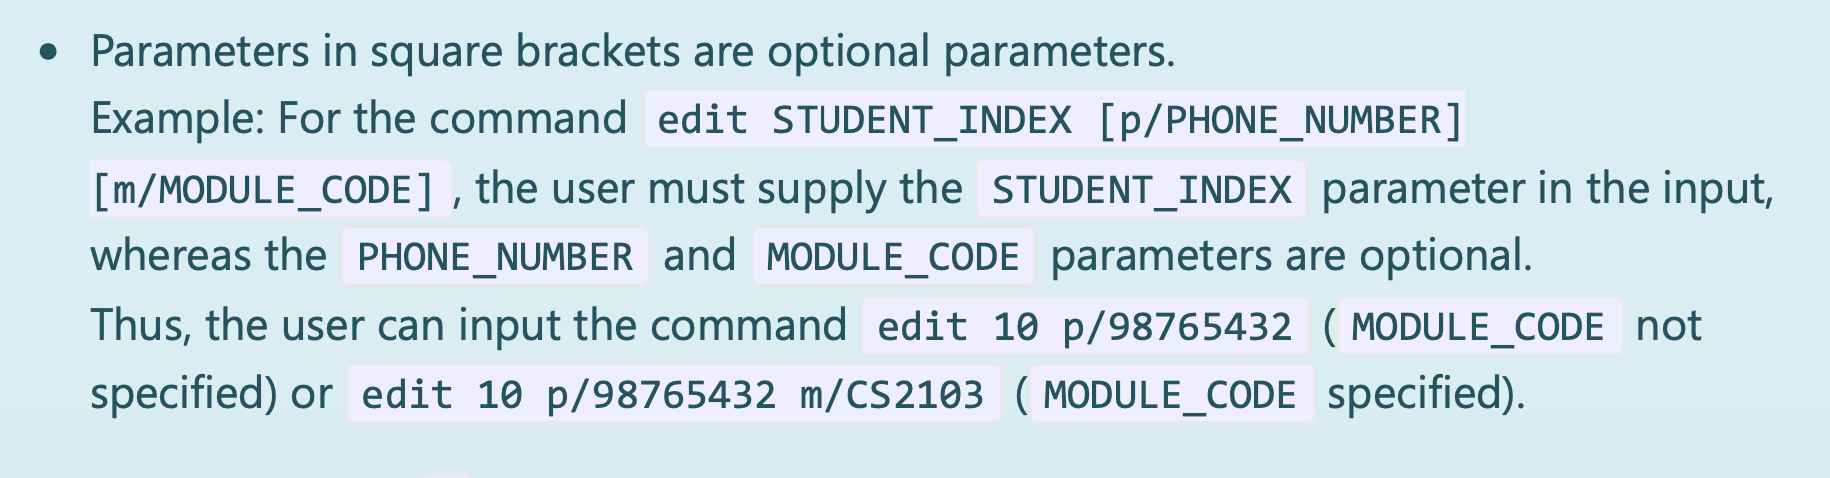 • Parameters in square brackets are optional parameters.
Example: For the command edit STUDENT_INDEX [p/PHONE_NUMBER]
[m/MODULE_CODE] , the user must supply the STUDENT_INDEX parameter in the input,
whereas the PHONE_NUMBER and MODULE_CODE parameters are optional.
Thus, the user can input the command edit 10 p/98765432 ( MODULE_CODE not
specified) or edit 10 p/98765432 m/CS2103 ( MODULE_CODE specified).